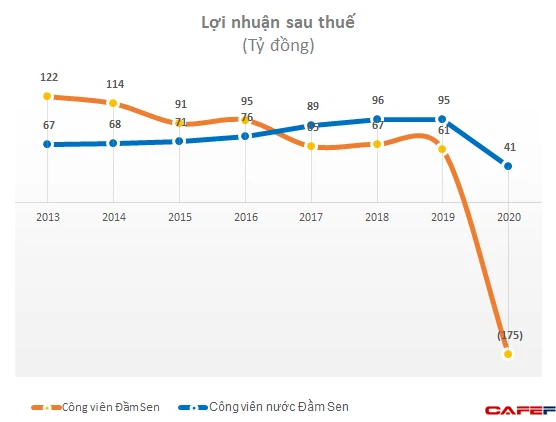 Lợi nhuận sau thuế
(Tỷ đồng)
122 114 91 95 89 96 95
67 68 71 76 67 61 41
2013 2014 2015 2016 2017 2018 2019 2020
(175)
Công viên Đầm Sen Công viên nước Đầm Sen
CAFEF